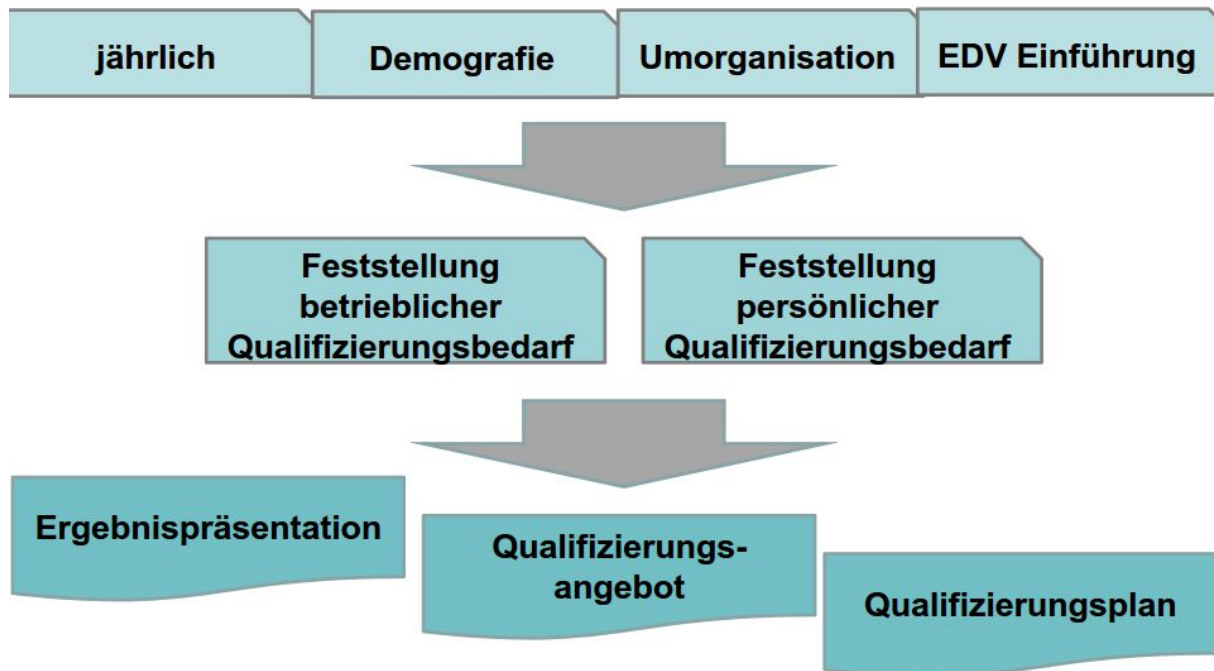 jährlich
Demografie
Umorganisation
EDV Einführung
Feststellung
betrieblicher
Qualifizierungsbedarf
Feststellung
persönlicher
Qualifizierungsbedarf
Ergebnispräsentation
Qualifizierungs-
angebot
Qualifizierungsplan